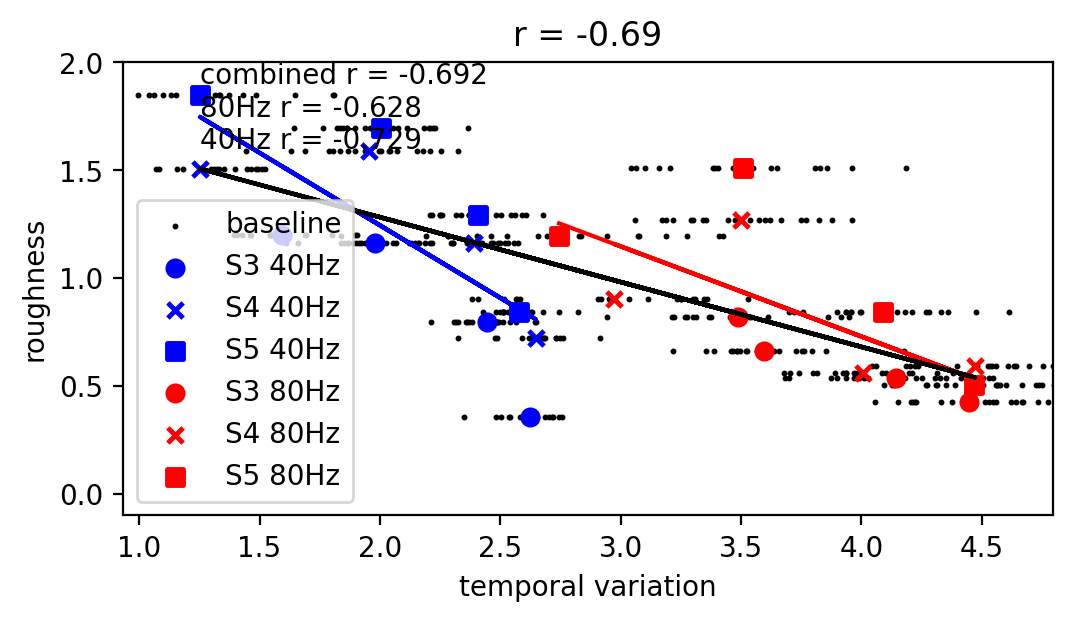 r = -0.69
combined r = -0.692
80Hz r = -0.628
40Hz r = -0.729
2.0
1.5
1.0
0.5
0.0
roughness
baseline
S3 40Hz
S4 40Hz
S5 40Hz
S3 80Hz
S4 80Hz
S5 80Hz
1.0 1.5 2.0 2.5 3.0 3.5 4.0 4.5
temporal variation